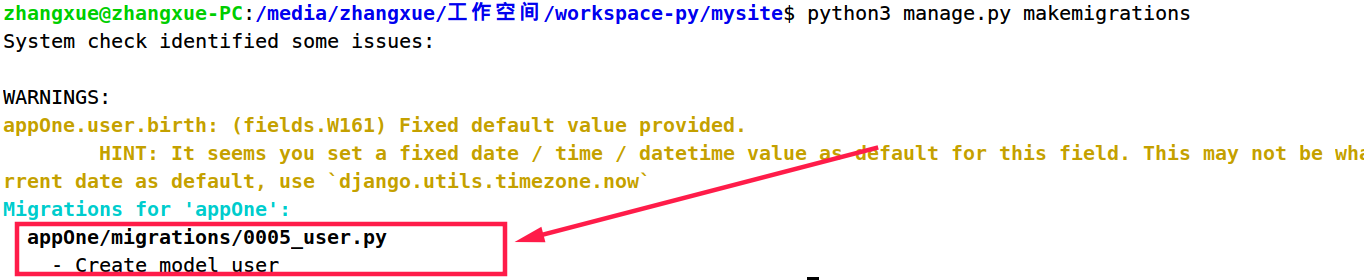 zhangxue@zhangxue-PC:/media/zhangxue/工作空间/workspace-py/mysite$ python3 manage.py makemigrations
System check identified some issues:
WARNINGS:
appOne.user.birth: (fields.W161) Fixed default value provided.
HINT: It seems you set a fixed date / time / datetime value as default for this field. This may not be
rrent date as default, use `django.utils.timezone.now`
Migrations for 'appOne':
appOne/migrations/0005_user.py
- Create model user